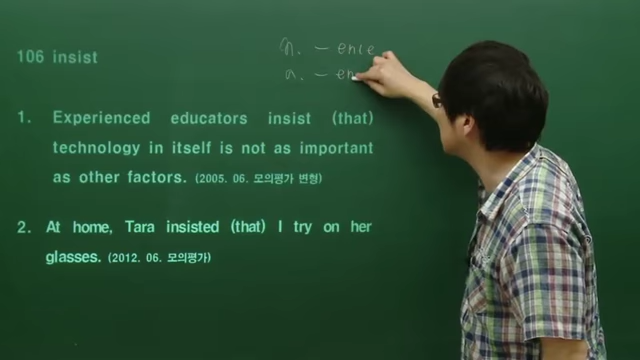 106 insist
n. - ence
a. - en
1. Experienced educators insist (that)
technology in itself is not as important
as other factors. (2005. 06. 모의평가 변형)
2. At home, Tara insisted (that) I try on her
glasses. (2012. 06. 모의평가)